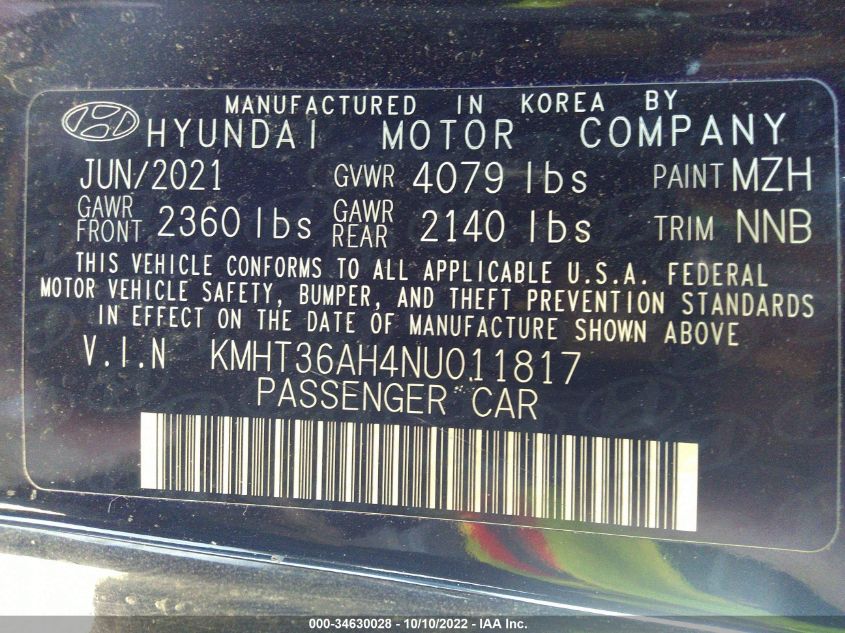 MANUFACTURED IN KOREA BY
HYUNDAI MOTOR COMPANY
JUN/2021 GVWR 4079 lbs PAINT MZH
GAWR FRONT 2360 lbs GAWR REAR 2140 lbs TRIM NNB
THIS VEHICLE CONFORMS TO ALL APPLICABLE U.S.A. FEDERAL
MOTOR VEHICLE SAFETY, BUMPER, AND THEFT PREVENTION STANDARDS
IN EFFECT ON THE DATE OF MANUFACTURE SHOWN ABOVE
V.I.N KMHT36AH4NU011817
PASSENGER CAR
000-34630028 - 10/10/2022 - IAA Inc.